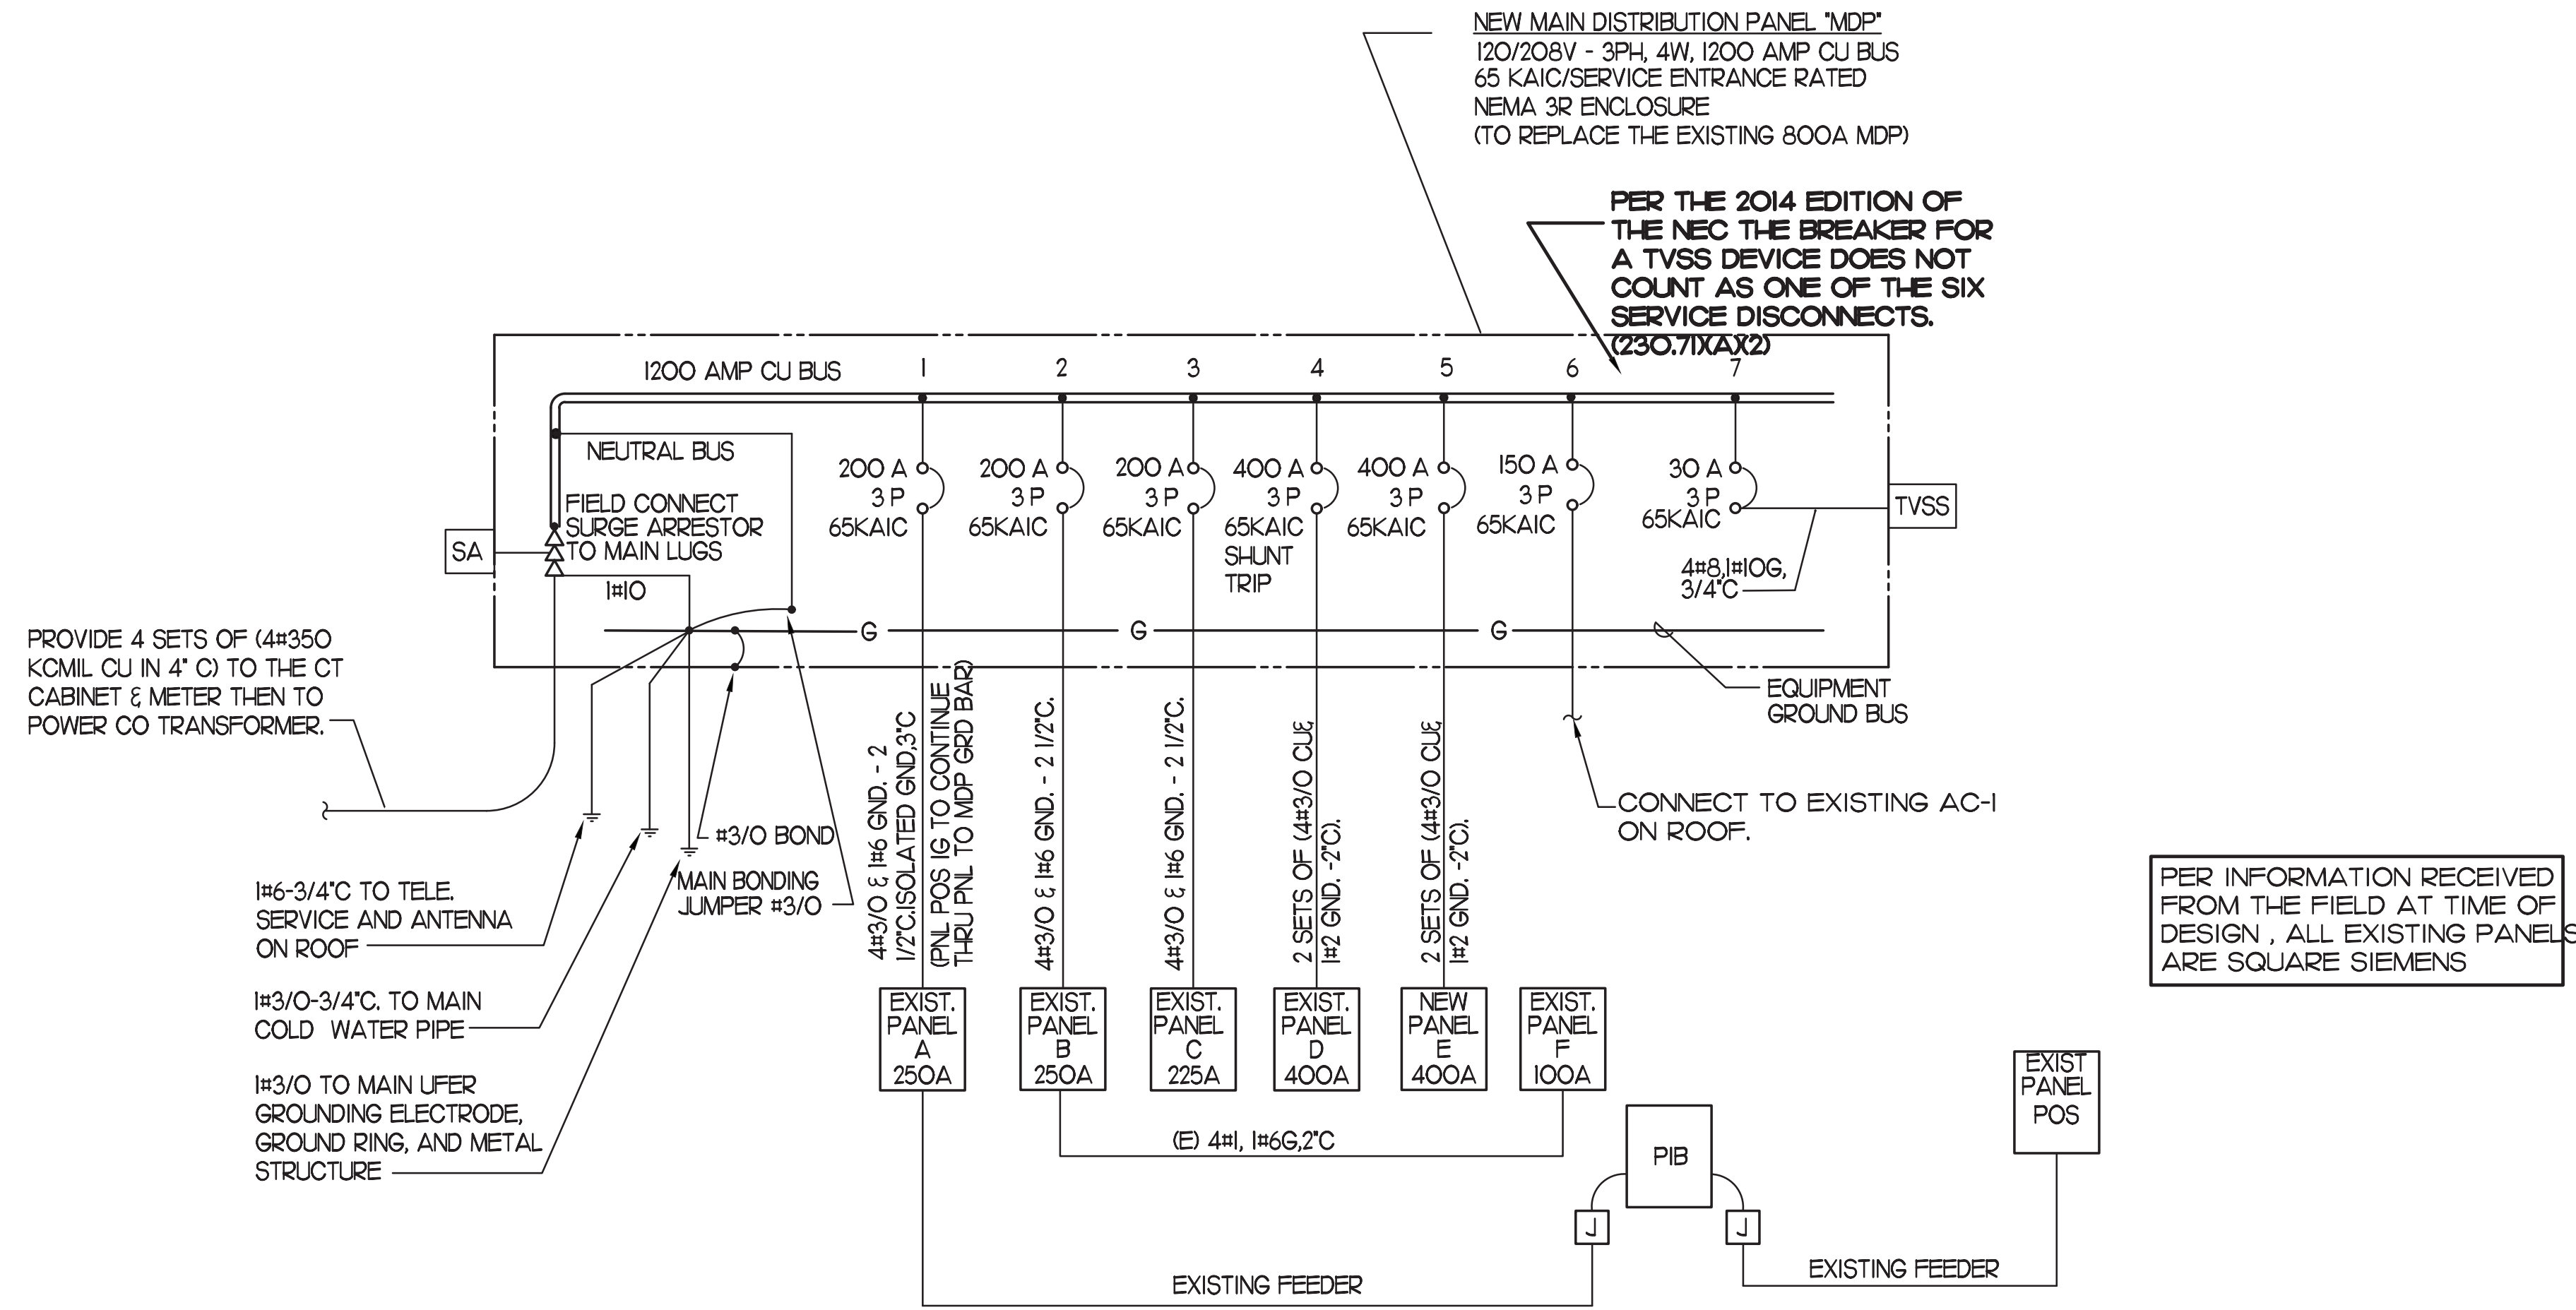 NEW MAIN DISTRIBUTION PANEL "MDP"
120/208V - 3PH, 4W, 1200 AMP CU BUS
65 KAIC/SERVICE ENTRANCE RATED
NEMA 3R ENCLOSURE
(TO REPLACE THE EXISTING 800A MDP)
PER THE 2014 EDITION OF
THE NEC THE BREAKER FOR
A TVSS DEVICE DOES NOT
COUNT AS ONE OF THE SIX
SERVICE DISCONNECTS.
(230.71)(A)(2)
1200 AMP CU BUS
1
2
3
4
5
6
7
NEUTRAL BUS
FIELD CONNECT
SURGE ARRESTOR
TO MAIN LUGS
SA
1#10
200 A
3 P
65KAIC
200 A
3 P
65KAIC
200 A
3 P
65KAIC
400 A
3 P
65KAIC
SHUNT
TRIP
400 A
3 P
65KAIC
150 A
3 P
65KAIC
30 A
3 P
65KAIC
TVSS
4#8,1#10G,
3/4"C
G
G
G
EQUIPMENT
GROUND BUS
PROVIDE 4 SETS OF (4#350
KCMIL CU IN 4" C) TO THE CT
CABINET & METER THEN TO
POWER CO TRANSFORMER.
4#3/0 & 1#6 GND. - 2
1/2"C.ISOLATED GND,3"C
(PNL POS IG TO CONTINUE
THRU PNL TO MDP GRD BAR)
4#3/0 & 1#6 GND. - 2 1/2"C.
4#3/0 & 1#6 GND. - 2 1/2"C.
2 SETS OF (4#3/0 CU&
1#2 GND. -2"C).
2 SETS OF (4#3/0 CU&
1#2 GND. -2"C).
CONNECT TO EXISTING AC-1
ON ROOF.
#3/0 BOND
MAIN BONDING
JUMPER #3/0
1#6-3/4"C TO TELE.
SERVICE AND ANTENNA
ON ROOF
1#3/0-3/4"C. TO MAIN
COLD WATER PIPE
1#3/0 TO MAIN UFER
GROUNDING ELECTRODE,
GROUND RING, AND METAL
STRUCTURE
PER INFORMATION RECEIVED
FROM THE FIELD AT TIME OF
DESIGN , ALL EXISTING PANELS
ARE SQUARE SIEMENS
EXIST.
PANEL
A
250A
EXIST.
PANEL
B
250A
EXIST.
PANEL
C
225A
EXIST.
PANEL
D
400A
NEW
PANEL
E
400A
EXIST.
PANEL
F
100A
EXIST
PANEL
POS
(E) 4#1, 1#6G,2"C
PIB
J
J
EXISTING FEEDER
EXISTING FEEDER